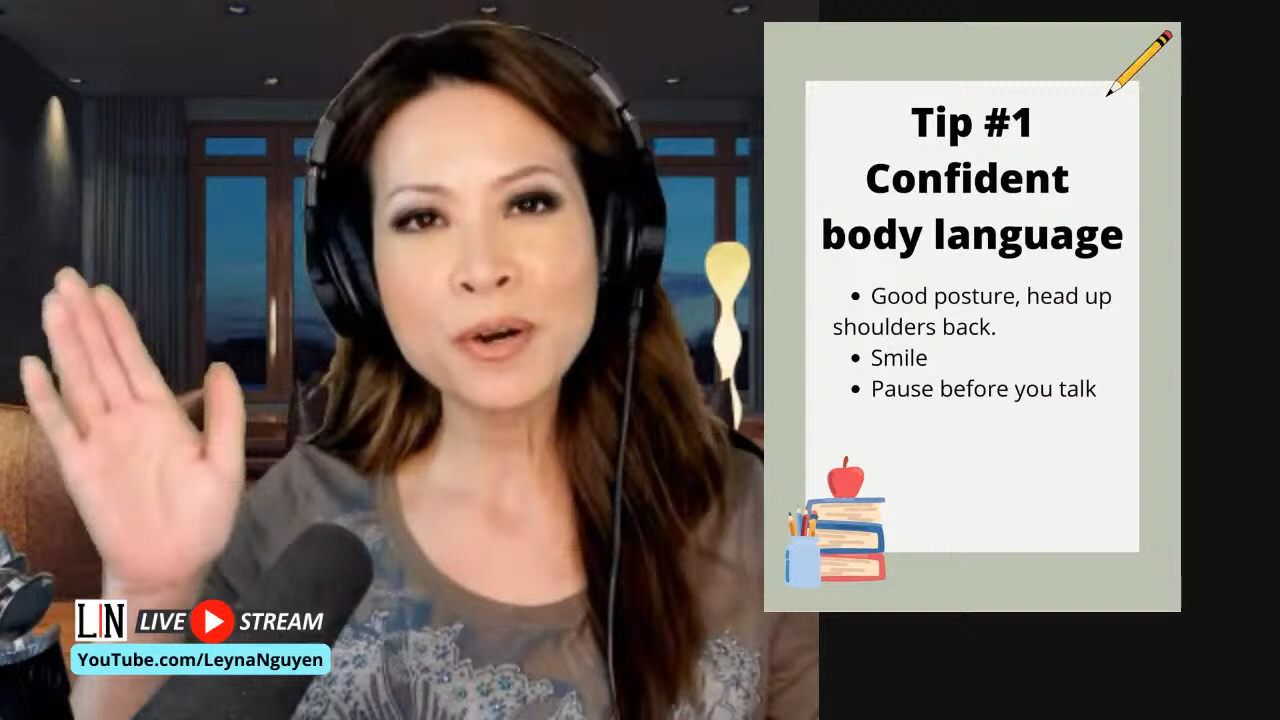 Tip #1
Confident
body language
• Good posture, head up
shoulders back.
• Smile
• Pause before you talk
LN LIVE STREAM
YouTube.com/LeynaNguyen